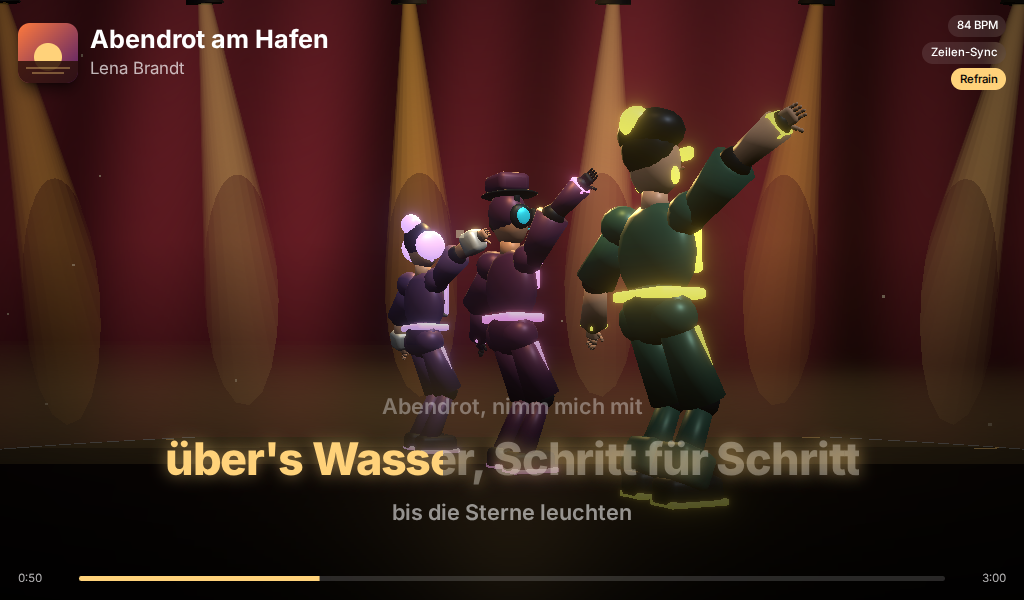 Abendrot am Hafen
Lena Brandt
84 BPM
Zeilen-Sync
Refrain
Abendrot, nimm mich mit
über's Wasser, Schritt für Schritt
bis die Sterne leuchten
0:50
3:00